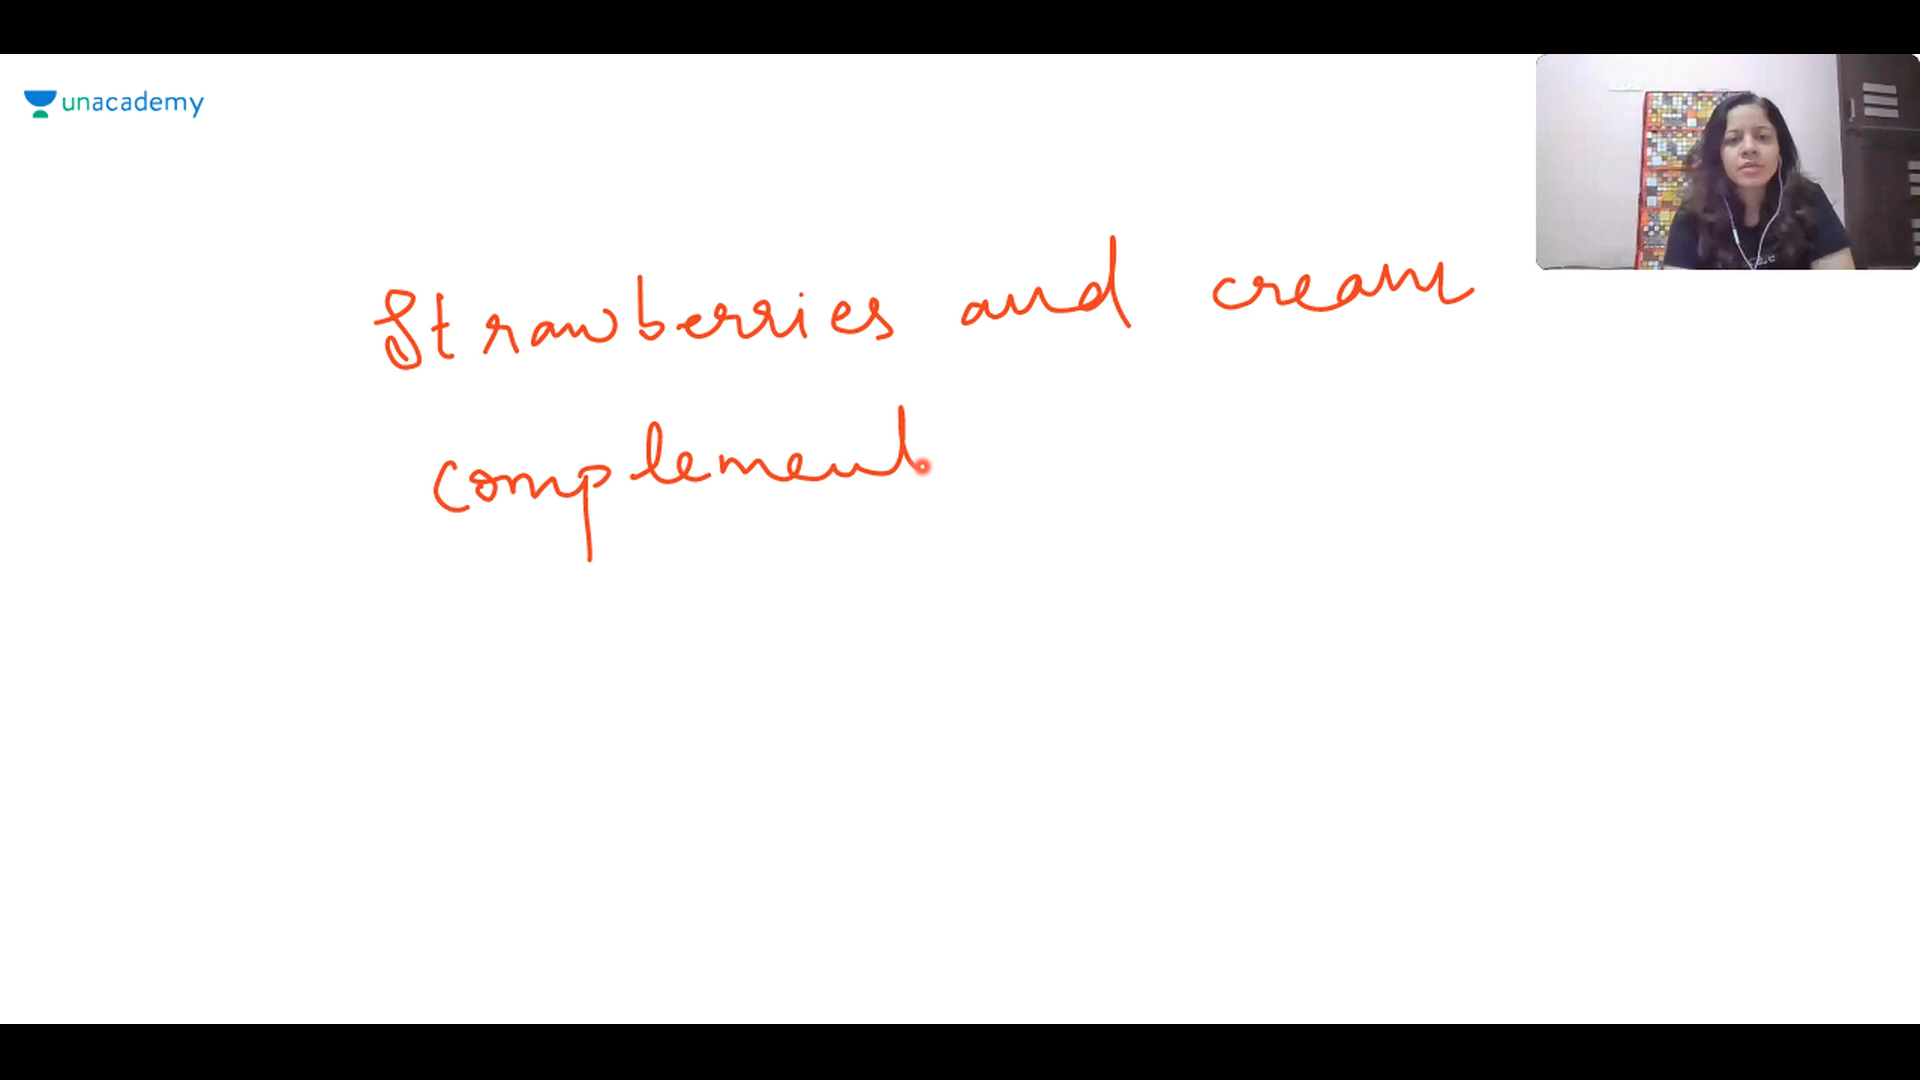 unacademy
Strawberries and cream
complement